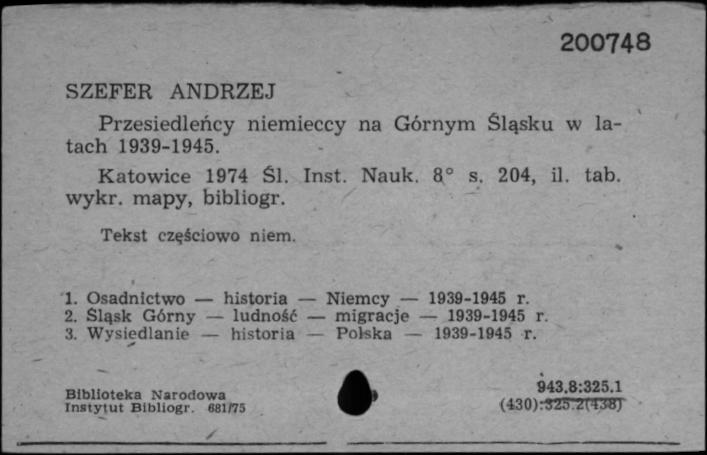 200748
SZEFER ANDRZEJ
Przesiedleńcy niemieccy na Górnym Śląsku w la-
tach 1939-1945.
Katowice 1974 Śl. Inst. Nauk. 8° s. 204, il. tab.
wykr. mapy, bibliogr.
Tekst częściowo niem.
1. Osadnictwo — historia — Niemcy — 1939-1945 r.
2. Śląsk Górny — ludność — migracje — 1939-1945 r.
3. Wysiedlanie — historia — Polska — 1939-1945 r.
Biblioteka Narodowa
Instytut Bibliogr. 681/75
943.8:325.1
(430):325.2(438)